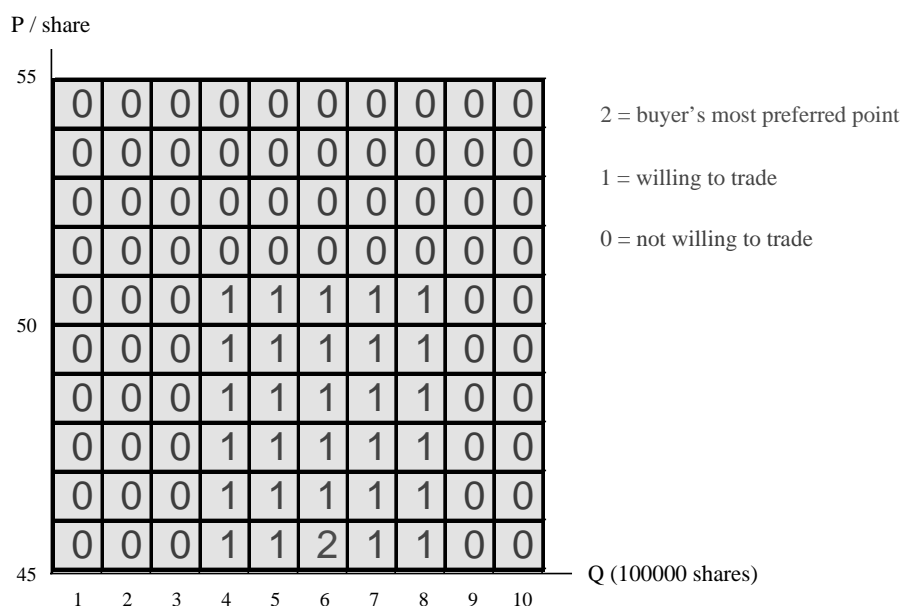 P / share
55
0 0 0 0 0 0 0 0 0 0
2 = buyer's most preferred point
0 0 0 0 0 0 0 0 0 0
1 = willing to trade
0 0 0 0 0 0 0 0 0 0
0 = not willing to trade
0 0 0 0 0 0 0 0 0 0
0 0 0 1 1 1 1 1 0 0
50
0 0 0 1 1 1 1 1 0 0
0 0 0 1 1 1 1 1 0 0
0 0 0 1 1 1 1 1 0 0
0 0 0 1 1 1 1 1 0 0
0 0 0 1 1 2 1 1 0 0
45
Q (100000 shares)
1 2 3 4 5 6 7 8 9 10